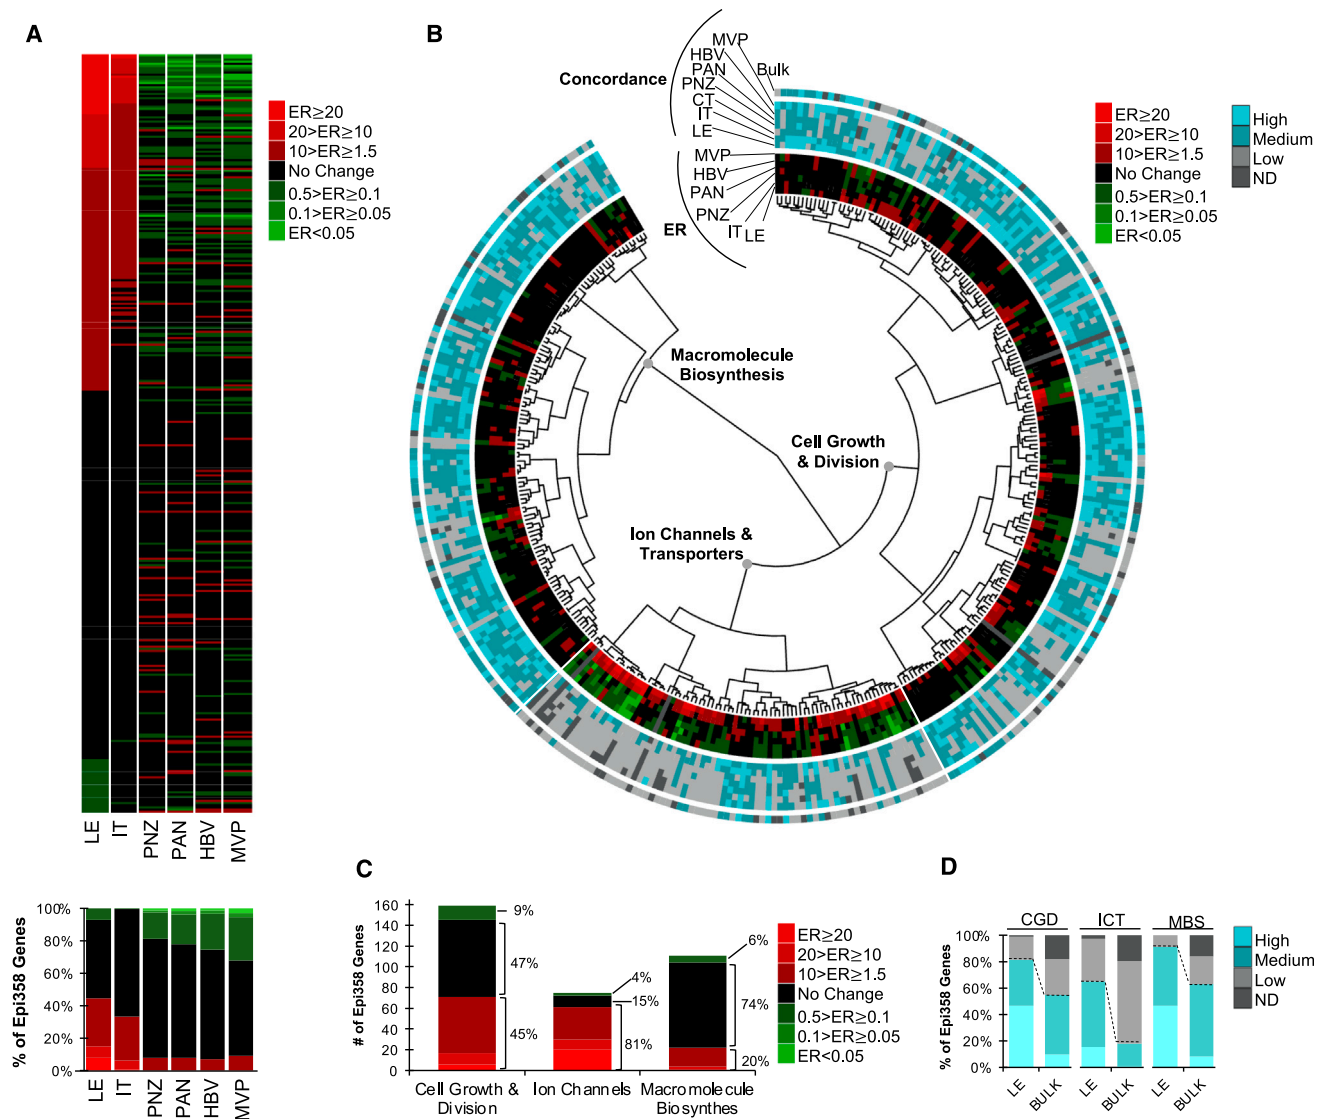 A
ER≥20
20>ER≥10
10>ER≥1.5
No Change
0.5>ER≥0.1
0.1>ER≥0.05
ER<0.05
LE
IT
PNZ
PAN
HBV
MVP
% of Epi358 Genes
100%
80%
60%
40%
20%
0%
LE
IT
PNZ
PAN
HBV
MVP
B
Concordance
MVP
HBV
PAN
PNZ
CT
IT
LE
Bulk
ER
MVP
HBV
PAN
PNZ
IT
LE
Macromolecule
Biosynthesis
Cell Growth
& Division
Ion Channels &
Transporters
ER≥20
20>ER≥10
10>ER≥1.5
No Change
0.5>ER≥0.1
0.1>ER≥0.05
ER<0.05
High
Medium
Low
ND
C
# of Epi358 Genes
160
140
120
100
80
60
40
20
0
9%
47%
45%
4%
15%
81%
6%
74%
20%
Cell Growth &
Division
Ion Channels
Macromolecule
Biosynthes
ER≥20
20>ER≥10
10>ER≥1.5
No Change
0.5>ER≥0.1
0.1>ER≥0.05
ER<0.05
D
CGD
ICT
MBS
% of Epi358 Genes
100%
80%
60%
40%
20%
0%
LE
BULK
LE
BULK
LE
BULK
High
Medium
Low
ND